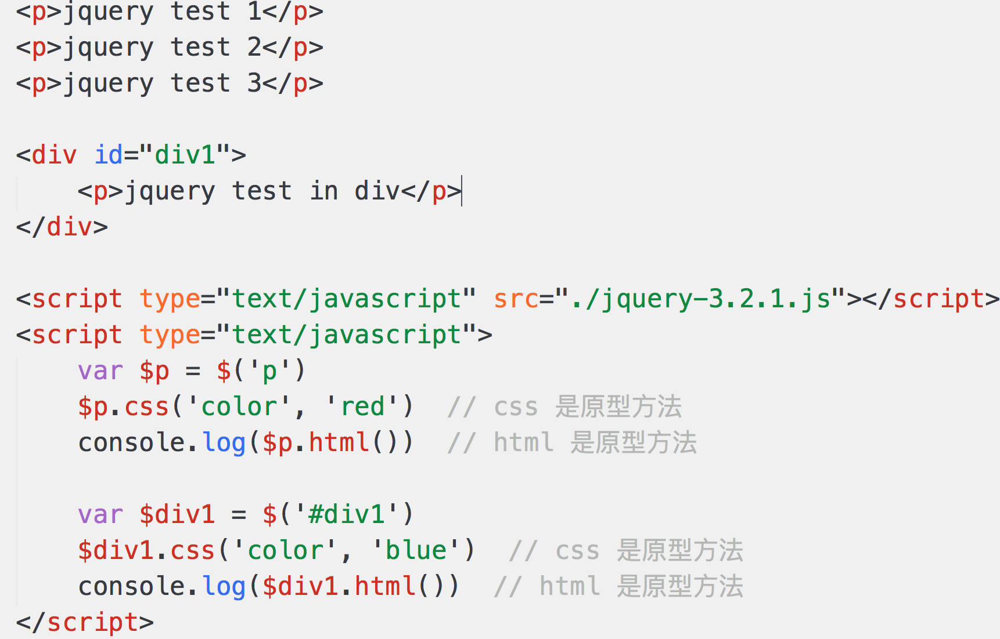 <p>jquery test 1</p>
<p>jquery test 2</p>
<p>jquery test 3</p>
<div id="div1">
    <p>jquery test in div</p>
</div>
<script type="text/javascript" src="./jquery-3.2.1.js"></script>
<script type="text/javascript">
    var $p = $('p')
    $p.css('color', 'red')  // css 是原型方法
    console.log($p.html())  // html 是原型方法
    var $div1 = $('#div1')
    $div1.css('color', 'blue')  // css 是原型方法
    console.log($div1.html())  // html 是原型方法
</script>